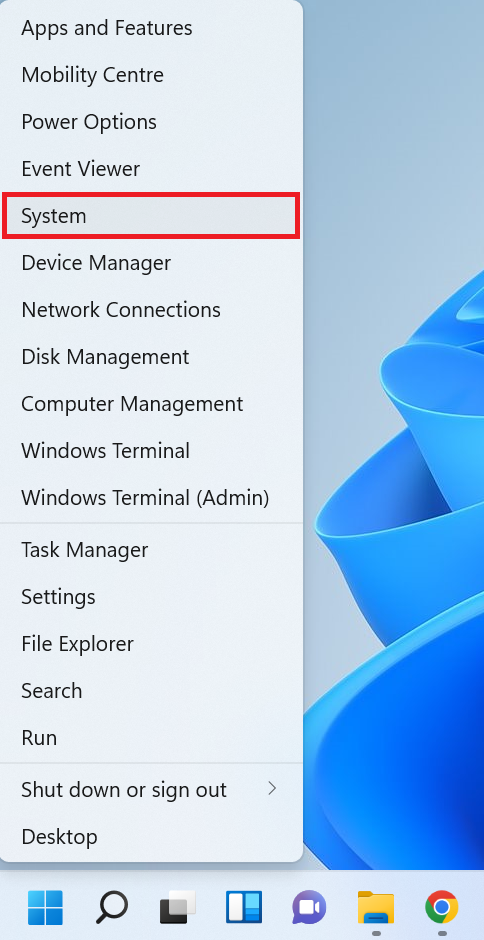 Apps and Features
Mobility Centre
Power Options
Event Viewer
System
Device Manager
Network Connections
Disk Management
Computer Management
Windows Terminal
Windows Terminal (Admin)
Task Manager
Settings
File Explorer
Search
Run
Shut down or sign out
Desktop